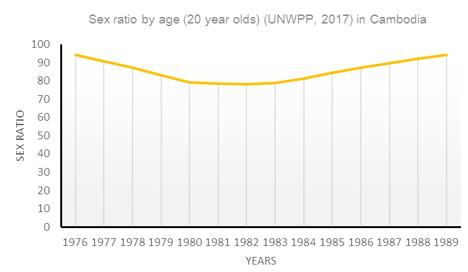 Sex ratio by age (20 year olds) (UNWPP, 2017) in Cambodia
100
90
80
70
60
50
40
30
20
10
0
SEX RATIO
1976 1977 1978 1979 1980 1981 1982 1983 1984 1985 1986 1987 1988 1989
YEARS